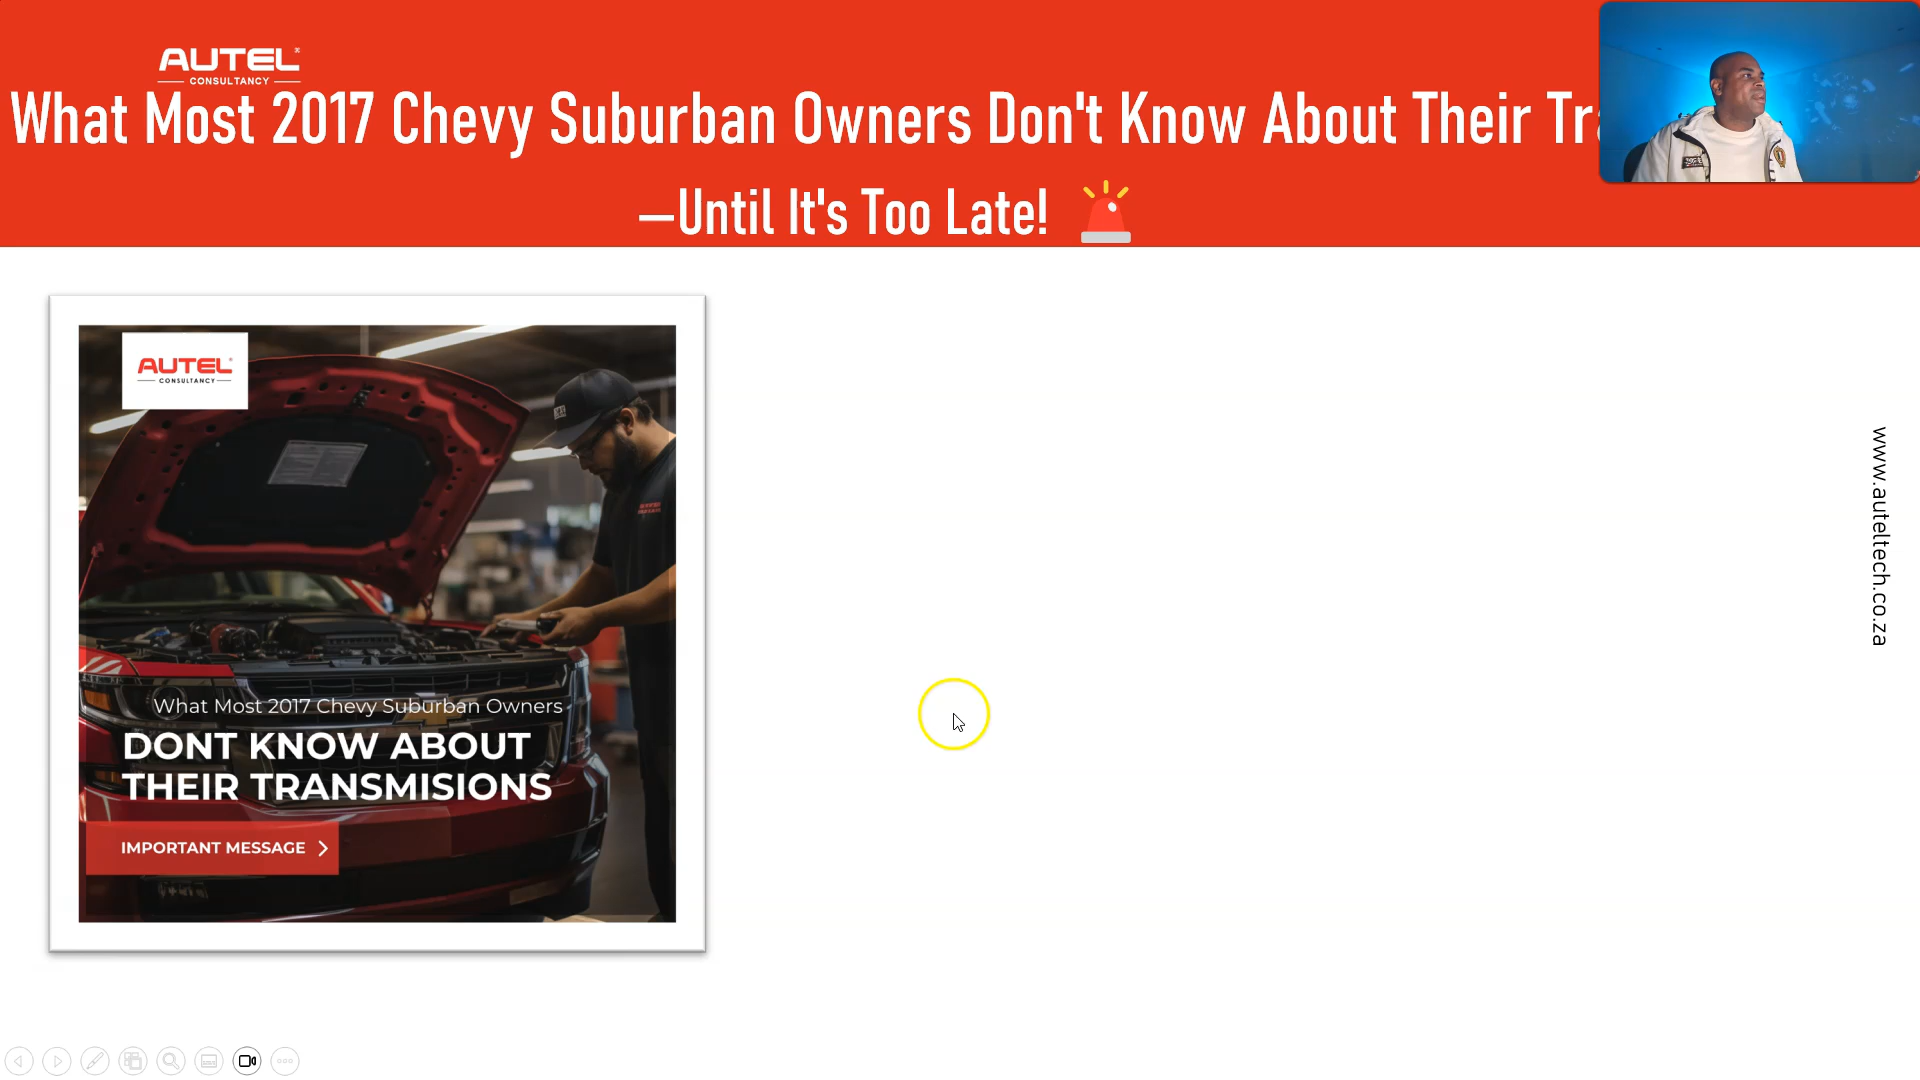 AUTEL
CONSULTANCY
What Most 2017 Chevy Suburban Owners Don't Know About Their
—Until It's Too Late!
AUTEL
CONSULTANCY
What Most 2017 Chevy Suburban Owners
DONT KNOW ABOUT
THEIR TRANSMISIONS
IMPORTANT MESSAGE
www.auteltech.co.za